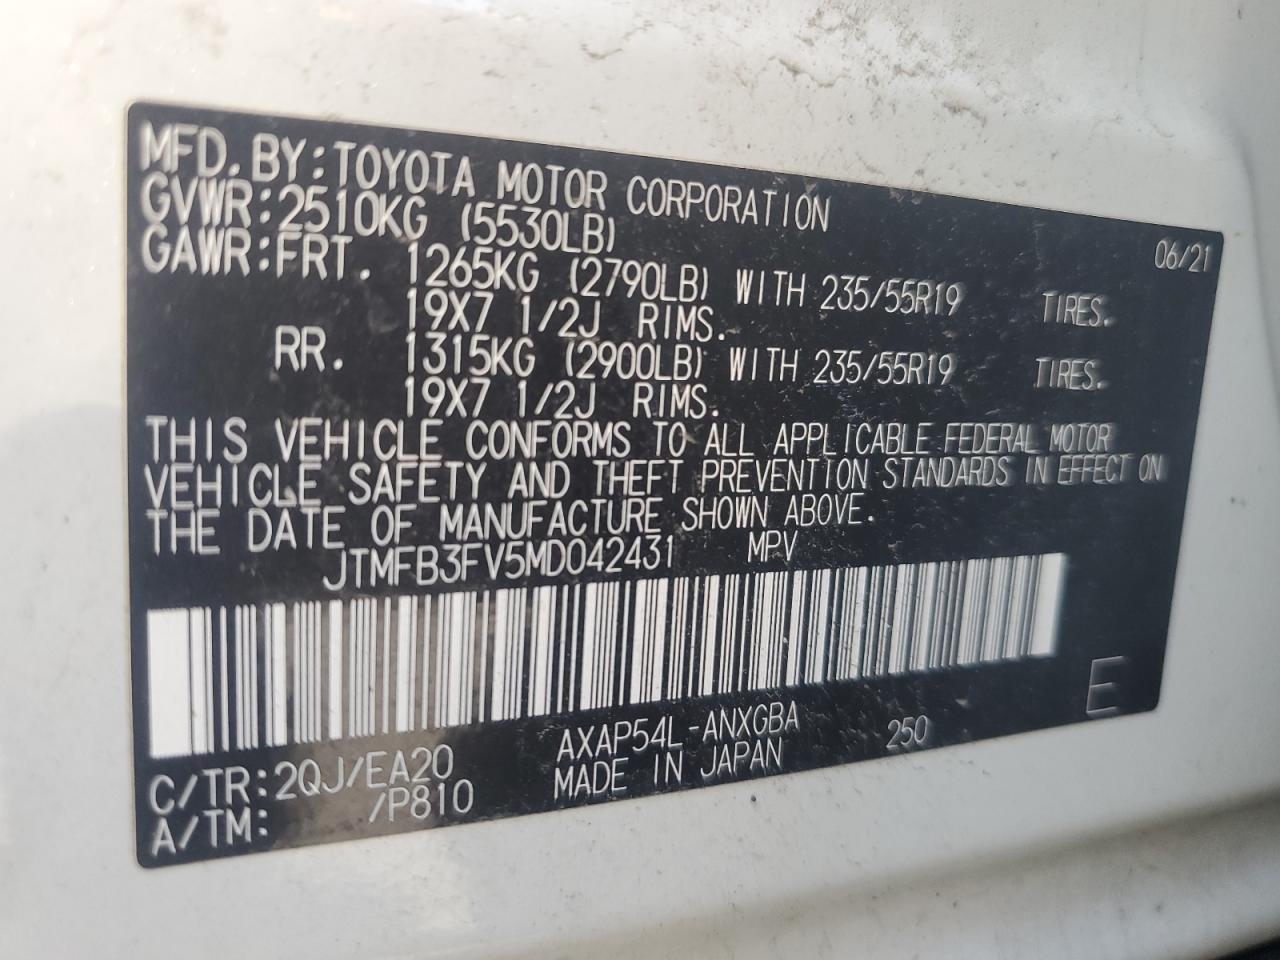 MFD.BY:TOYOTA MOTOR CORPORATION 06/21
GVWR:2510KG (5530LB)
GAWR:FRT. 1265KG (2790LB) WITH 235/55R19 TIRES.
19X7 1/2J RIMS.
RR. 1315KG (2900LB) WITH 235/55R19 TIRES.
19X7 1/2J RIMS.
THIS VEHICLE CONFORMS TO ALL APPLICABLE FEDERAL MOTOR
VEHICLE SAFETY AND THEFT PREVENTION STANDARDS IN EFFECT ON
THE DATE OF MANUFACTURE SHOWN ABOVE.
JTMFB3FV5MD042431 MPV
E
AXAP54L-ANXGBA 250
C/TR:2QJ/EA20 MADE IN JAPAN
A/TM: /P810